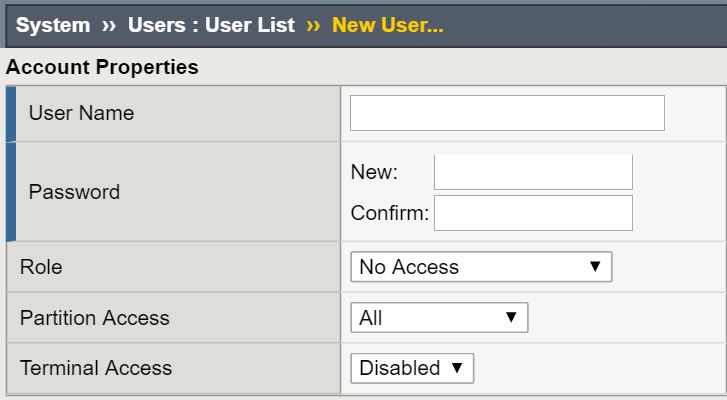 System ›› Users : User List ›› New User...
Account Properties
User Name
Password
New:
Confirm:
Role
No Access
Partition Access
All
Terminal Access
Disabled